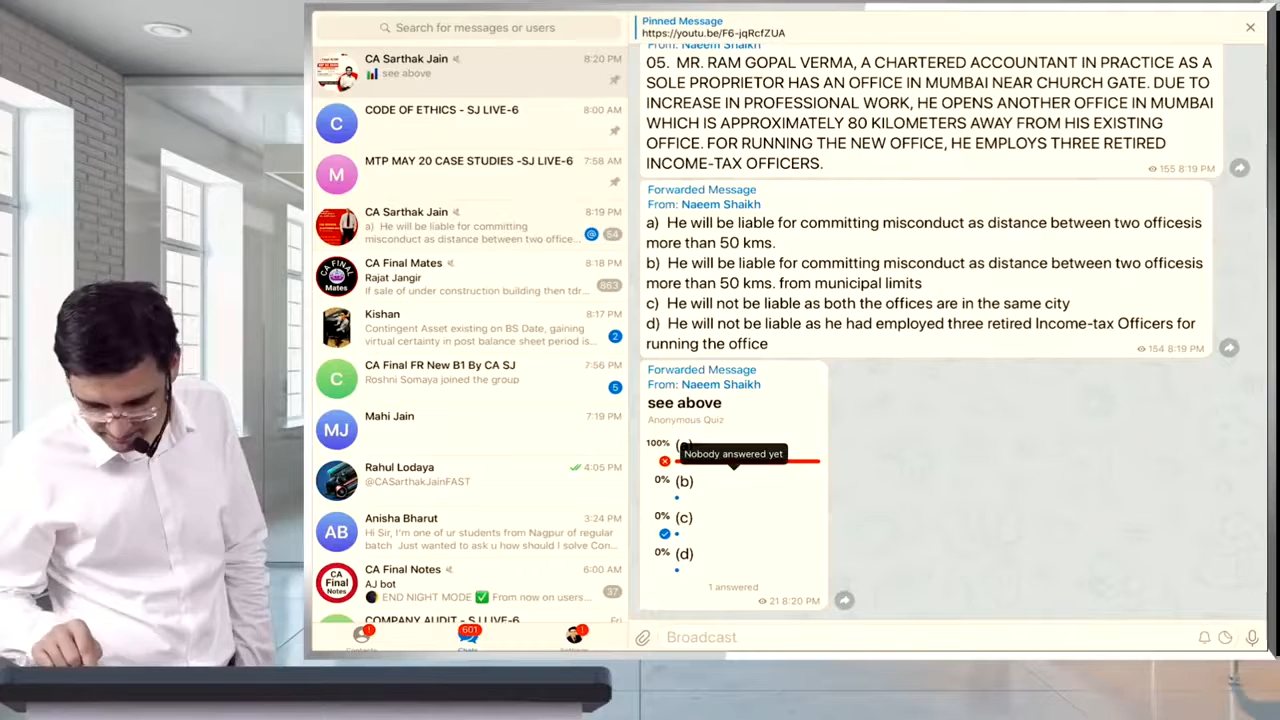 Search for messages or users
CA Sarthak Jain 8:20 PM
see above
C CODE OF ETHICS - SJ LIVE-6 8:00 AM
M MTP MAY 20 CASE STUDIES -SJ LIVE-6 7:58 AM
CA Sarthak Jain 8:19 PM
a) He will be liable for committing
misconduct as distance between two office... @ 54
CA Final Mates 8:18 PM
CA FINAL
Mates
Rajat Jangir
If sale of under construction building then tdr... 863
Kishan 8:17 PM
Contingent Asset existing on BS Date, gaining
virtual certainty in post balance sheet period is... 2
C CA Final FR New B1 By CA SJ 7:56 PM
Roshni Somaya joined the group 5
MJ Mahi Jain 7:19 PM
Rahul Lodaya 4:05 PM
@CASarthakJainFAST
AB Anisha Bharut 3:24 PM
Hi Sir, I'm one of ur students from Nagpur of regular
batch Just wanted to ask u how should I solve Con...
CA Final Notes 6:00 AM
CA
Final
Notes
AJ bot
END NIGHT MODE From now on users... 37
COMPANY AUDIT - SJ LIVE-6 Fri
1 601 1
Contacts Chats Settings
Pinned Message
https://youtu.be/F6-jqRcfZUA
From: Naeem Shaikh
05. MR. RAM GOPAL VERMA, A CHARTERED ACCOUNTANT IN PRACTICE AS A
SOLE PROPRIETOR HAS AN OFFICE IN MUMBAI NEAR CHURCH GATE. DUE TO
INCREASE IN PROFESSIONAL WORK, HE OPENS ANOTHER OFFICE IN MUMBAI
WHICH IS APPROXIMATELY 80 KILOMETERS AWAY FROM HIS EXISTING
OFFICE. FOR RUNNING THE NEW OFFICE, HE EMPLOYS THREE RETIRED
INCOME-TAX OFFICERS.
155 8:19 PM
Forwarded Message
From: Naeem Shaikh
a) He will be liable for committing misconduct as distance between two officesis
more than 50 kms.
b) He will be liable for committing misconduct as distance between two officesis
more than 50 kms. from municipal limits
c) He will not be liable as both the offices are in the same city
d) He will not be liable as he had employed three retired Income-tax Officers for
running the office
154 8:19 PM
Forwarded Message
From: Naeem Shaikh
see above
Anonymous Quiz
100% (a)
Nobody answered yet
0% (b)
0% (c)
0% (d)
1 answered
21 8:20 PM
Broadcast